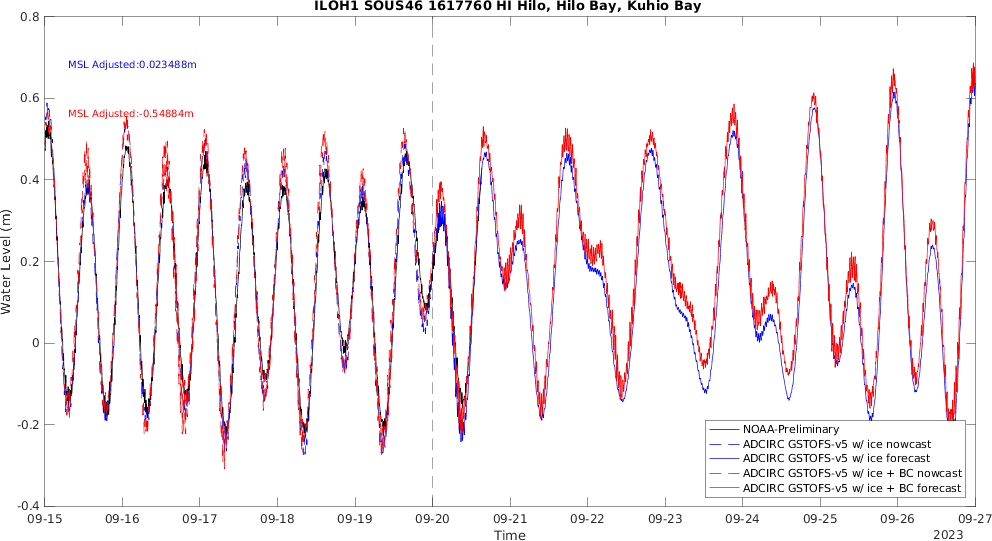 ILOH1 SOUS46 1617760 HI Hilo, Hilo Bay, Kuhio Bay
0.8
0.6
0.4
0.2
0
-0.2
-0.4
Water Level (m)
MSL Adjusted:0.023488m
MSL Adjusted:-0.54884m
NOAA-Preliminary
ADCIRC GSTOFS-v5 w/ ice nowcast
ADCIRC GSTOFS-v5 w/ ice forecast
ADCIRC GSTOFS-v5 w/ ice + BC nowcast
ADCIRC GSTOFS-v5 w/ ice + BC forecast
09-15 09-16 09-17 09-18 09-19 09-20 09-21 09-22 09-23 09-24 09-25 09-26 09-27
Time
2023